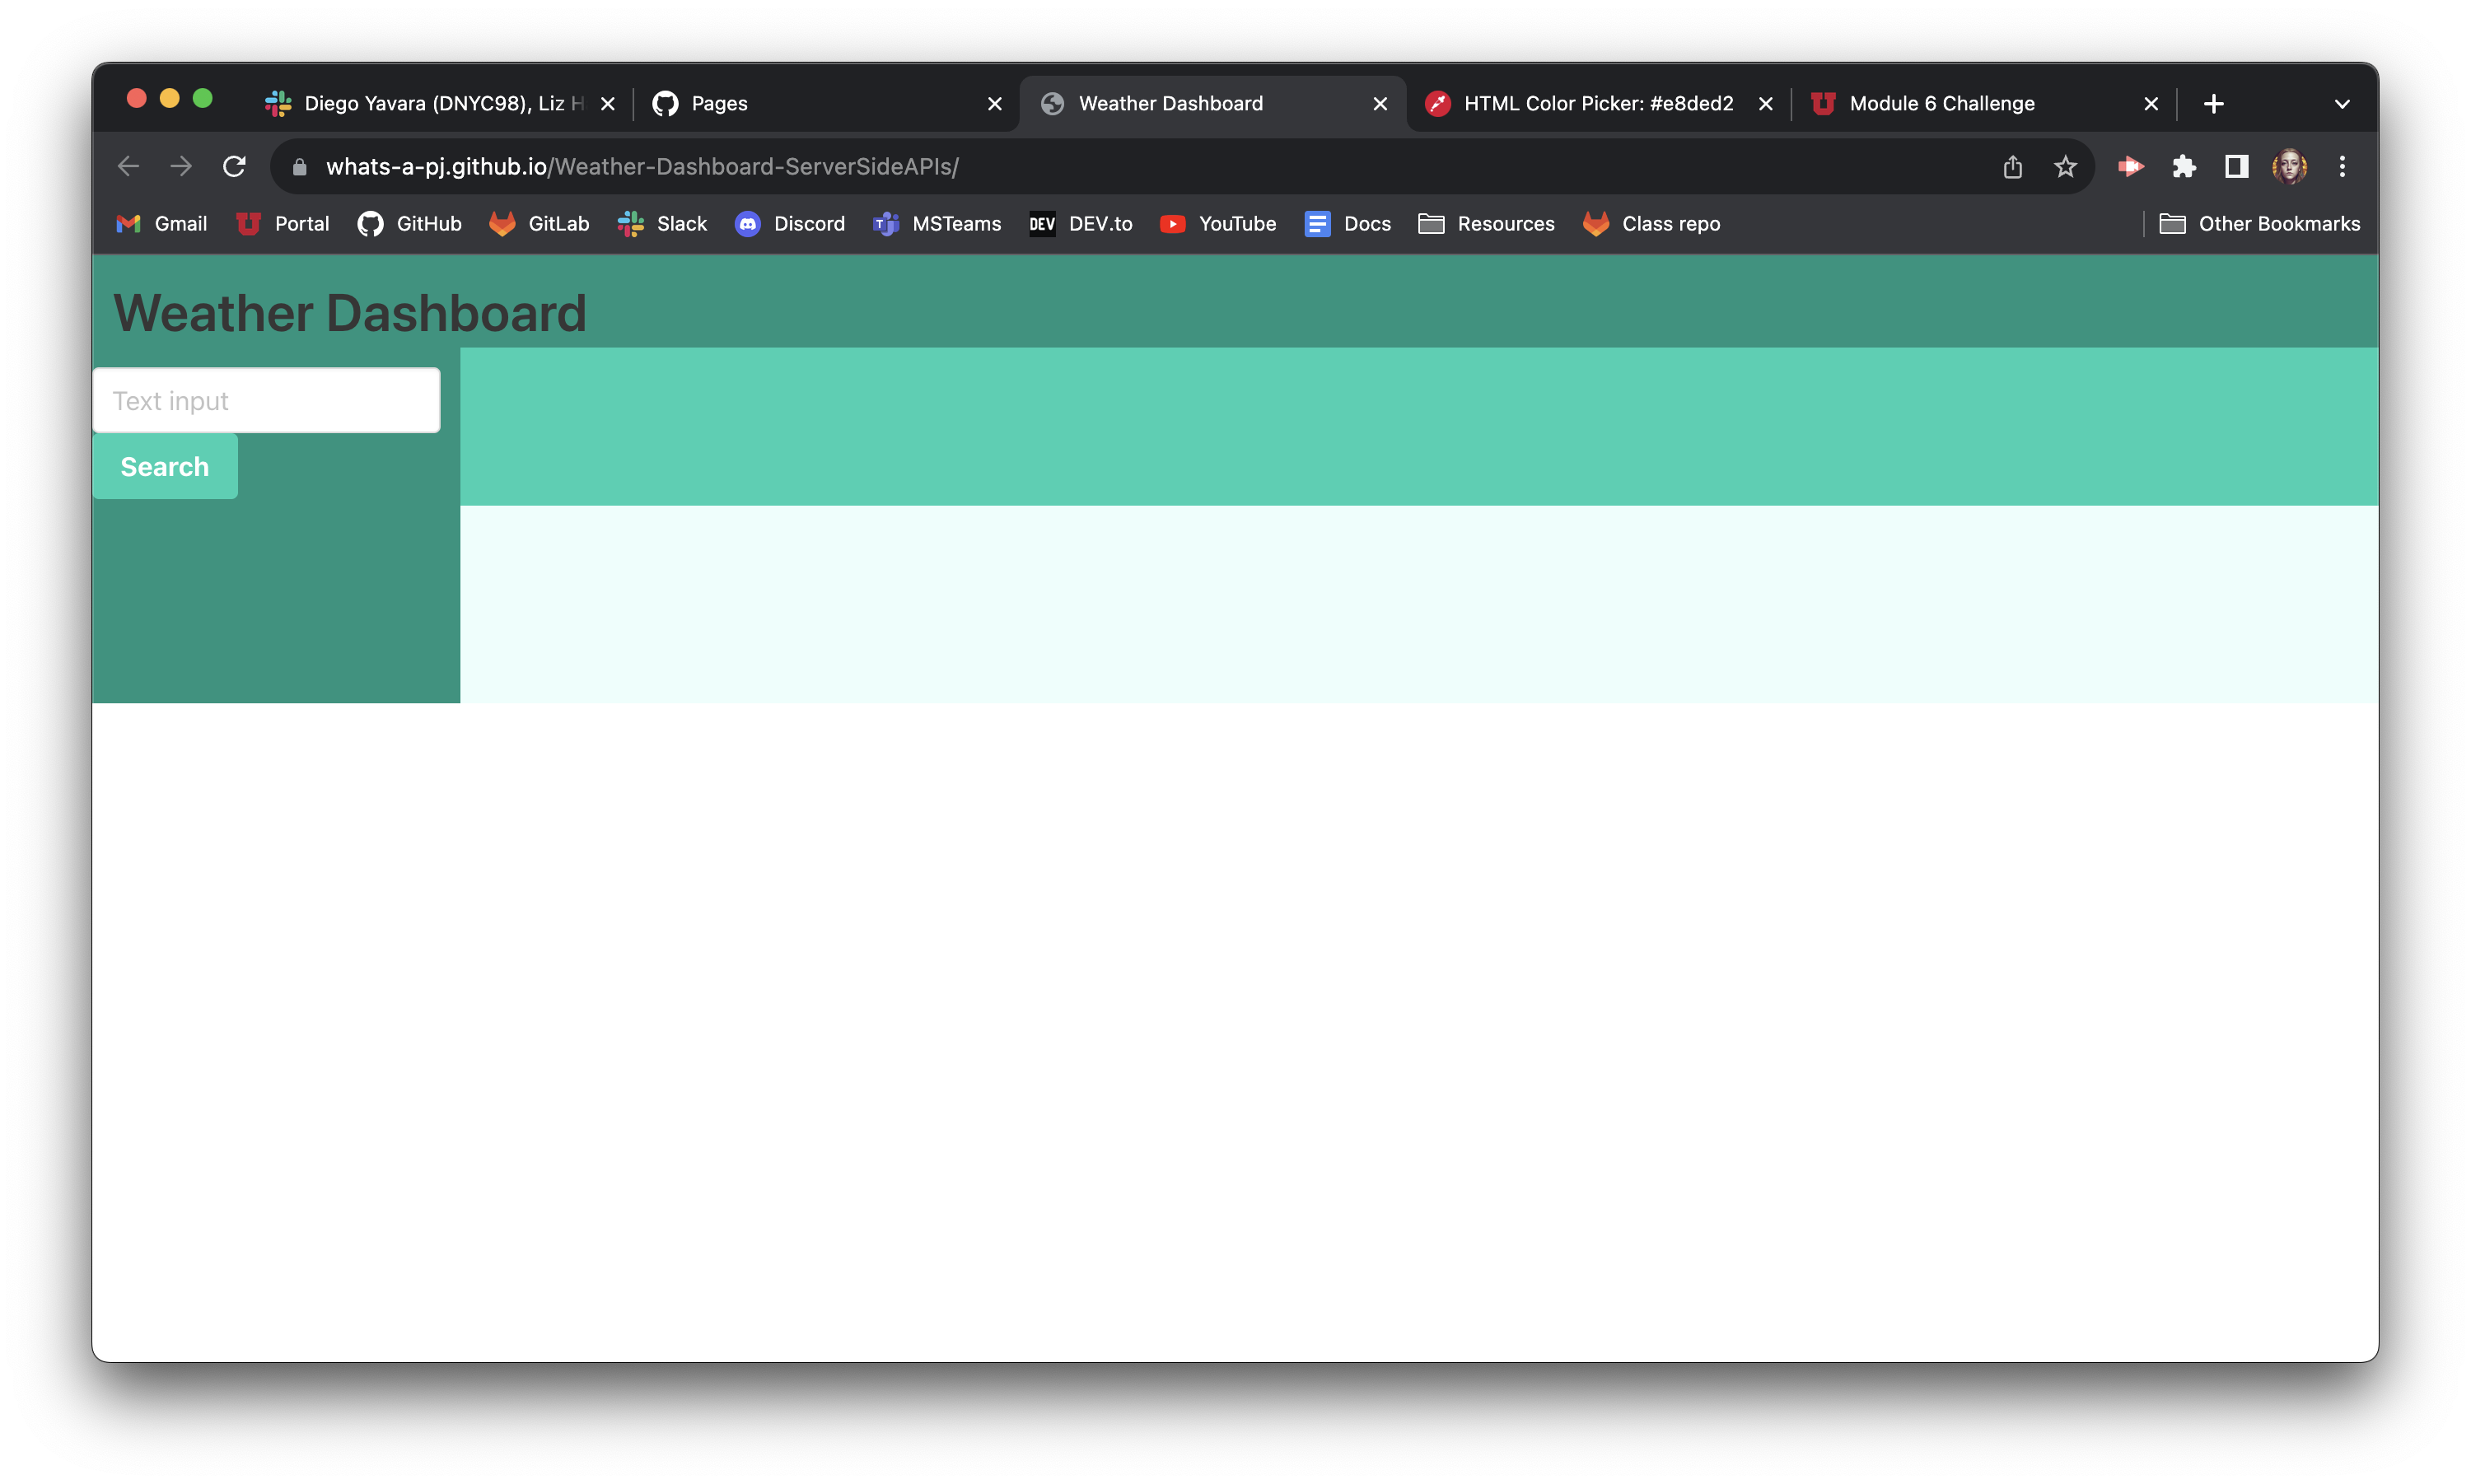 Diego Yavara (DNYC98), Liz H
Pages
Weather Dashboard
HTML Color Picker: #e8ded2
Module 6 Challenge
whats-a-pj.github.io/Weather-Dashboard-ServerSideAPIs/
Gmail Portal GitHub GitLab Slack Discord MSTeams DEV DEV.to YouTube Docs Resources Class repo Other Bookmarks
Weather Dashboard
Text input
Search